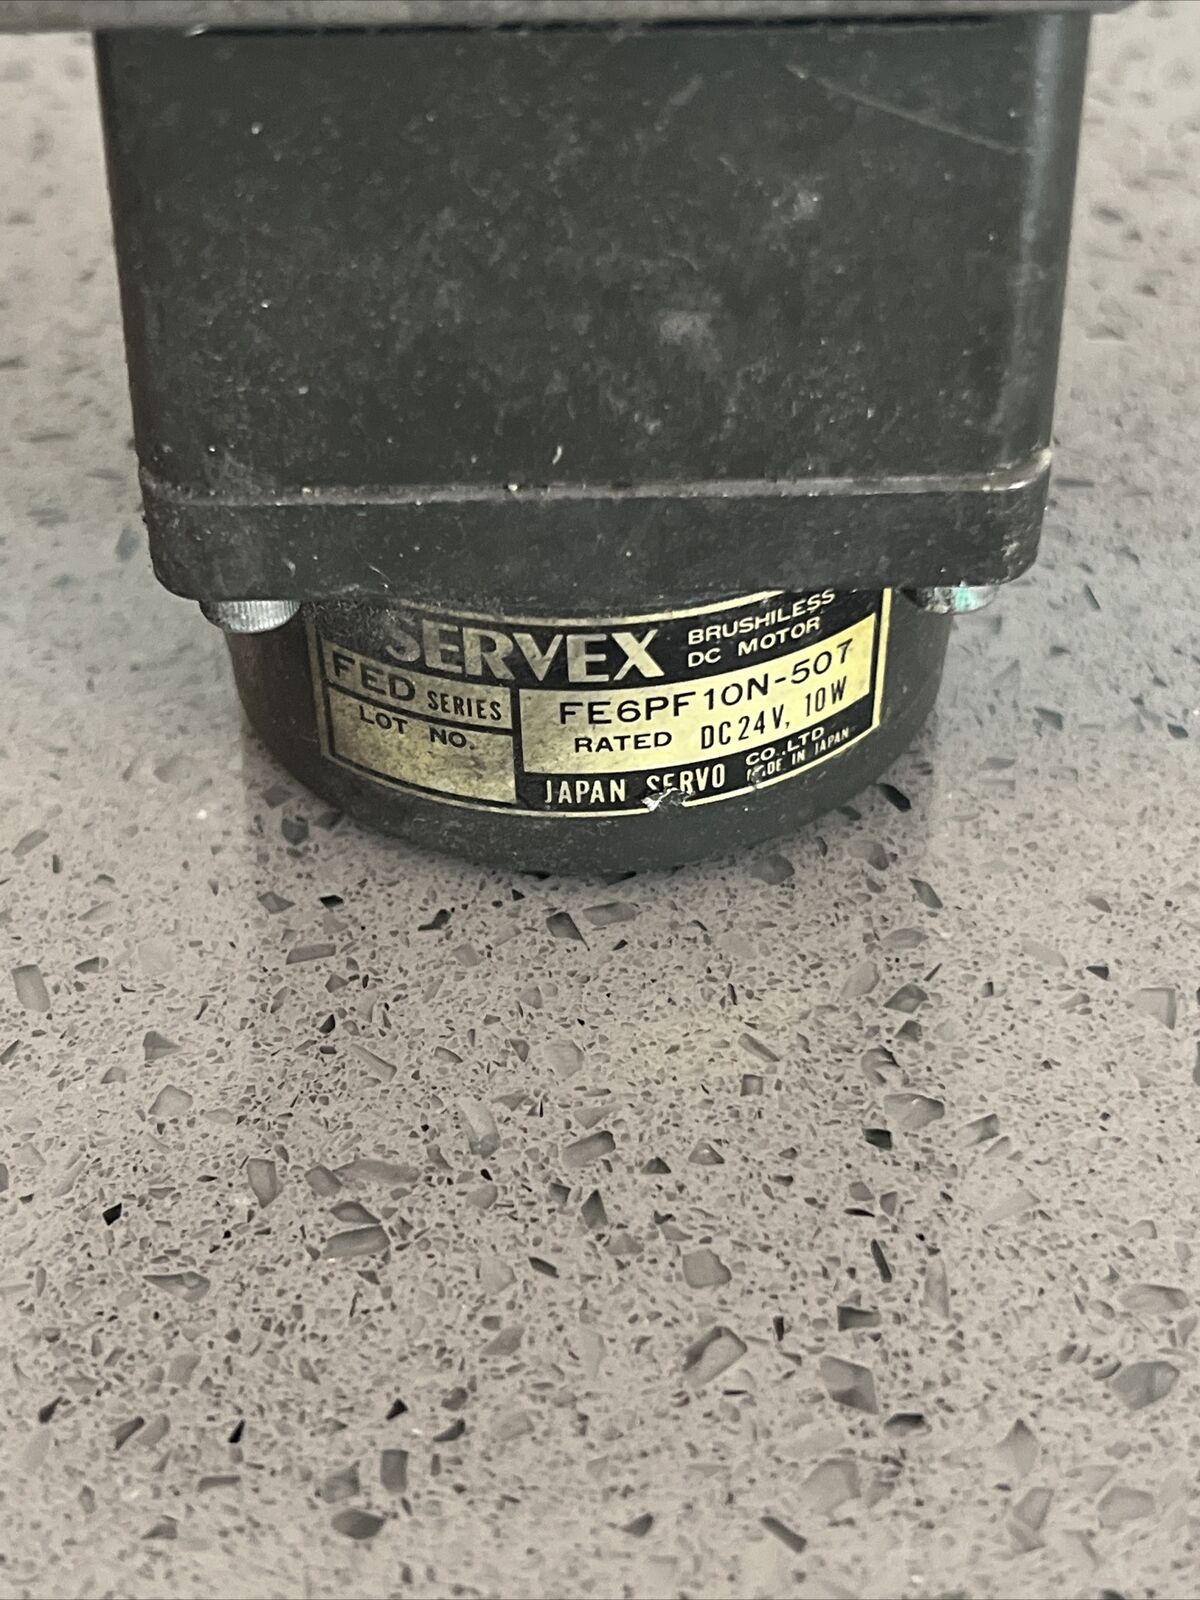 SERVEX BRUSHILESS
DC MOTOR
FED SERIES
FE6PF10N-507
LOT NO.
RATED DC24V, 10W
JAPAN SERVO CO.,LTD.
MADE IN JAPAN